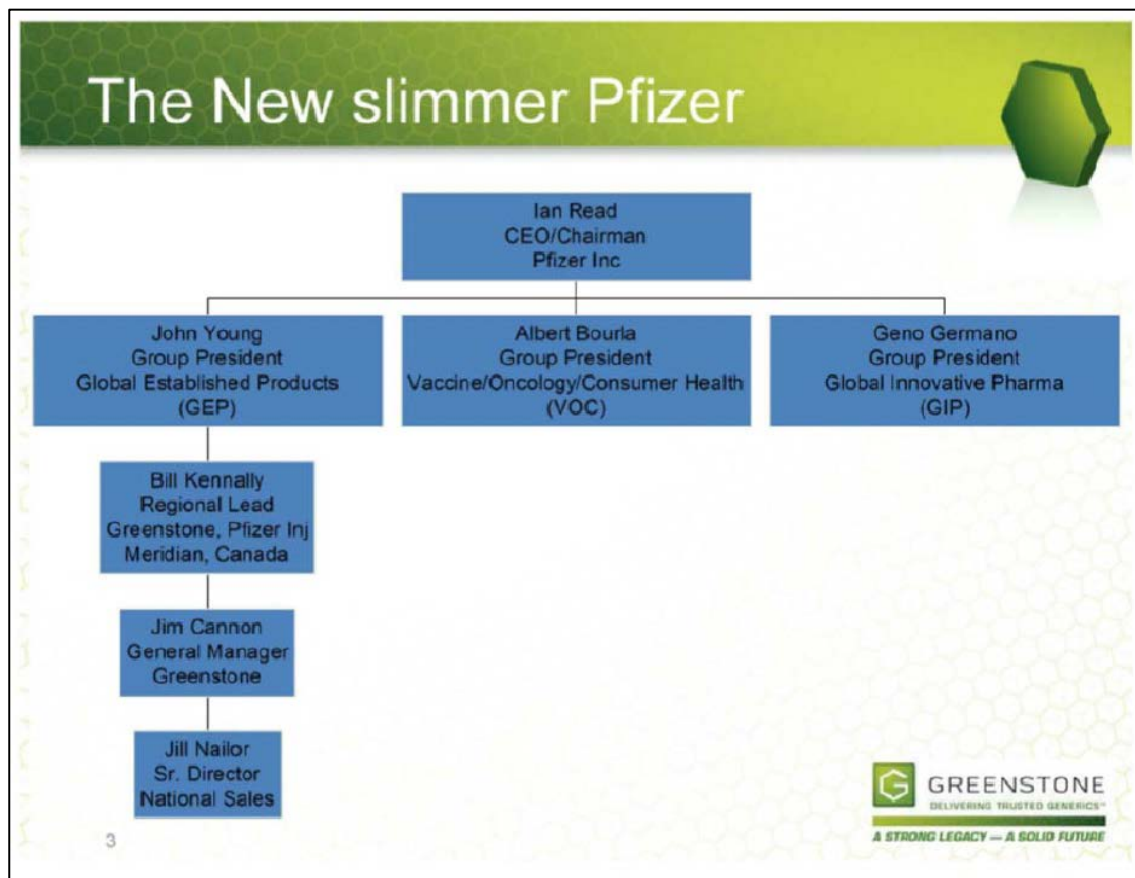 The New slimmer Pfizer
Ian Read
CEO/Chairman
Pfizer Inc
John Young
Group President
Global Established Products
(GEP)
Albert Bourla
Group President
Vaccine/Oncology/Consumer Health
(VOC)
Geno Germano
Group President
Global Innovative Pharma
(GIP)
Bill Kennally
Regional Lead
Greenstone, Pfizer Inj
Meridian, Canada
Jim Cannon
General Manager
Greenstone
Jill Nailor
Sr. Director
National Sales
3
G
GREENSTONE
DELIVERING TRUSTED GENERICS™
A STRONG LEGACY — A SOLID FUTURE